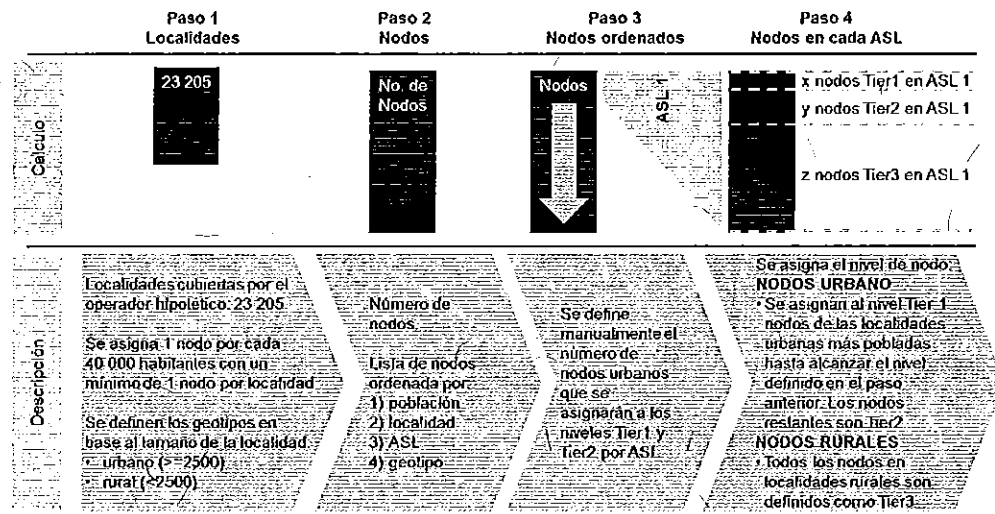 Paso 1
Localidades
Paso 2
Nodos
Paso 3
Nodos ordenados
Paso 4
Nodos en cada ASL
Cálculo
23 205
No. de
Nodos
Nodos
ASL 1
x nodos Tier1 en ASL 1
y nodos Tier2 en ASL 1
z nodos Tier3 en ASL 1
Descripción
Localidades cubiertas por el
operador hipotético: 23 205
Se asigna 1 nodo por cada
40 000 habitantes con un
mínimo de 1 nodo por localidad
Se definen los geotipos en
base al tamaño de la localidad
• urbano (>=2500)
• rural (<2500)
Número de
nodos
Lista de nodos
ordenada por:
1) población
2) localidad
3) ASL
4) geotipo
Se define
manualmente el
número de
nodos urbanos
que se
asignarán a los
niveles Tier1 y
Tier2 por ASL
Se asigna el nivel de nodo:
NODOS URBANO
• Se asignan al nivel Tier 1
nodos de las localidades
urbanas más pobladas
hasta alcanzar el nivel
definido en el paso
anterior. Los nodos
restantes son Tier2
NODOS RURALES
• Todos los nodos en
localidades rurales son
definidos como Tier3